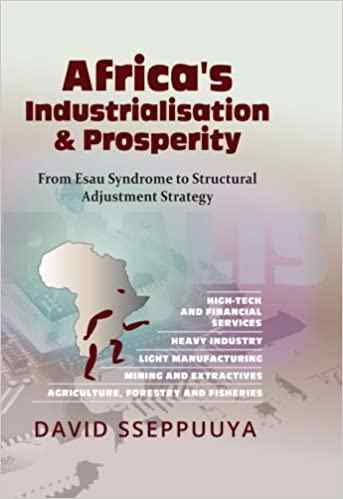 Africa's
Industrialisation
& Prosperity
From Esau Syndrome to Structural
Adjustment Strategy
HIGH-TECH
AND FINANCIAL
SERVICES
HEAVY INDUSTRY
LIGHT MANUFACTURING
MINING AND EXTRACTIVES
AGRICULTURE, FORESTRY AND FISHERIES
DAVID SSEPPUUYA